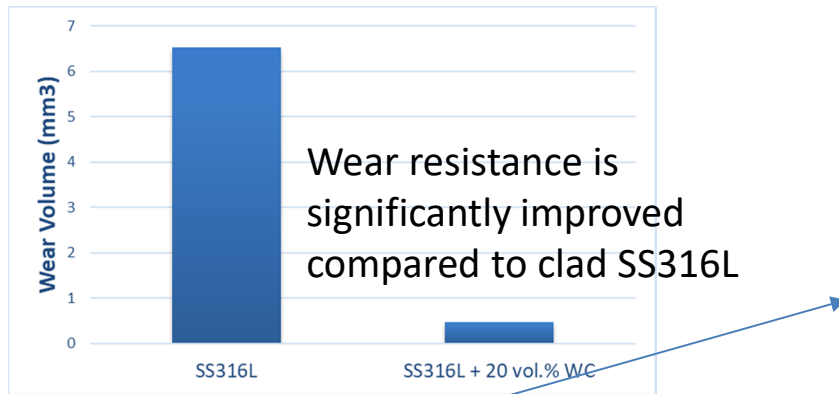 7
6
5
4
3
2
1
0
Wear Volume (mm3)
Wear resistance is
significantly improved
compared to clad SS316L
SS316L
SS316L + 20 vol.% WC